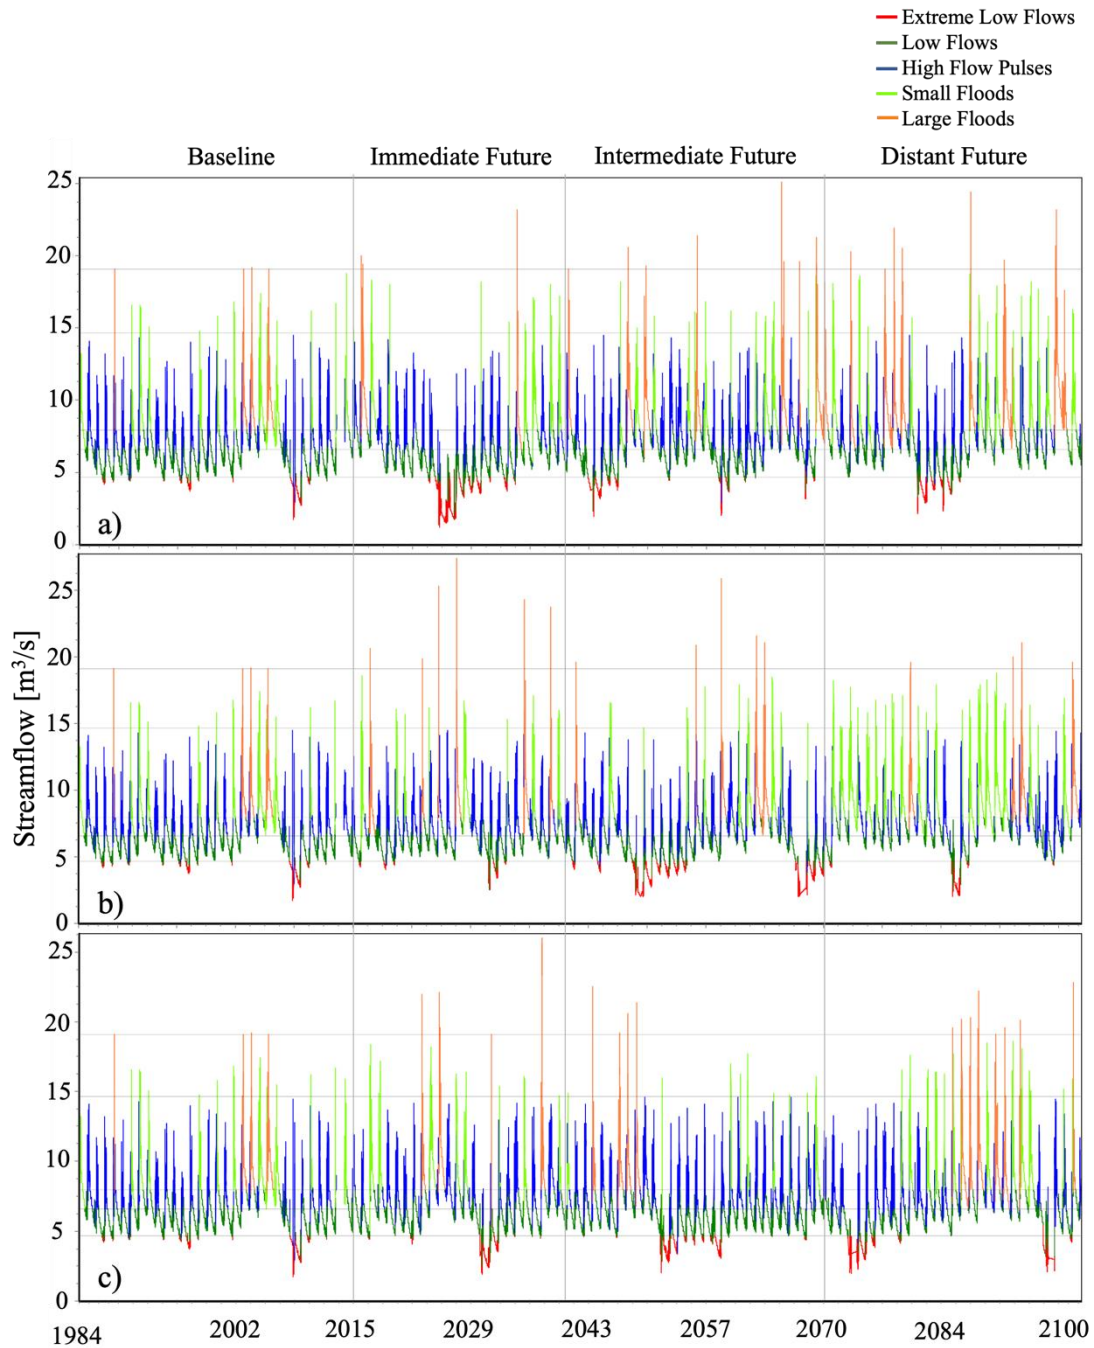 Extreme Low Flows
Low Flows
High Flow Pulses
Small Floods
Large Floods
Baseline
Immediate Future
Intermediate Future
Distant Future
25
20
15
10
5
0
a)
25
20
15
10
5
0
b)
Streamflow [m³/s]
25
20
15
10
5
0
c)
1984
2002
2015
2029
2043
2057
2070
2084
2100